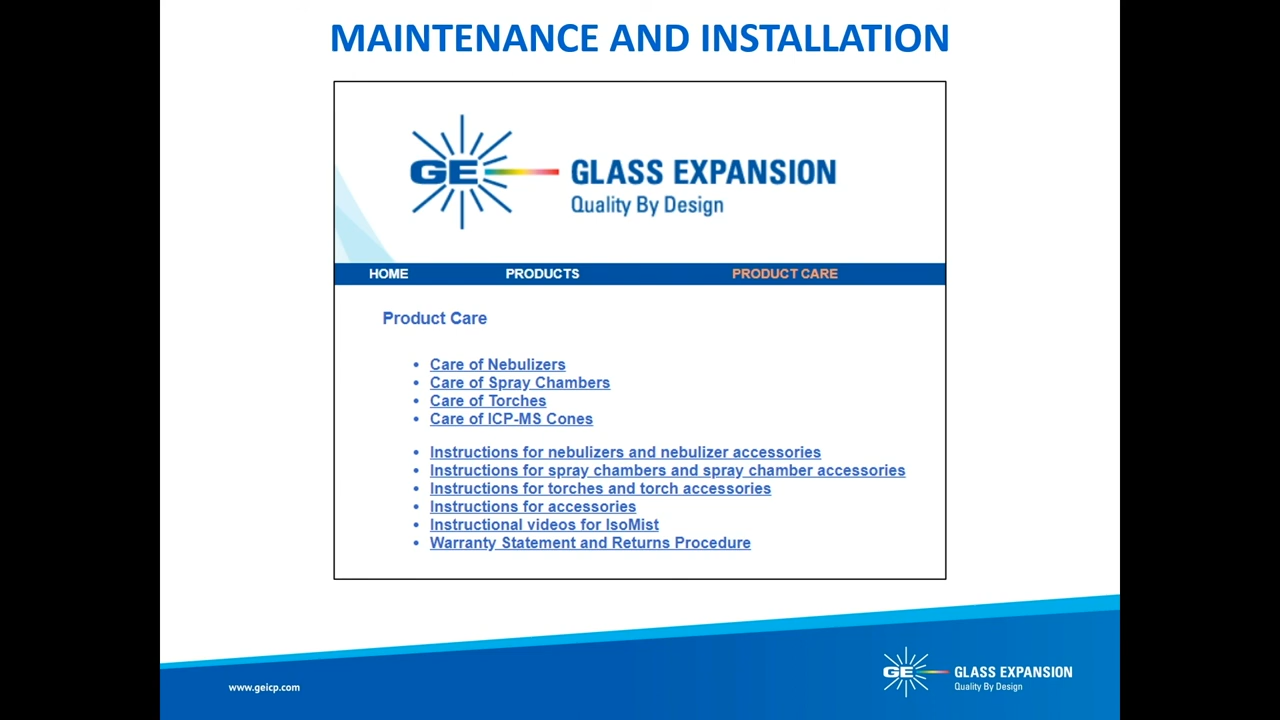 MAINTENANCE AND INSTALLATION
GE
GLASS EXPANSION
Quality By Design
HOME PRODUCTS PRODUCT CARE
Product Care
• Care of Nebulizers
• Care of Spray Chambers
• Care of Torches
• Care of ICP-MS Cones
• Instructions for nebulizers and nebulizer accessories
• Instructions for spray chambers and spray chamber accessories
• Instructions for torches and torch accessories
• Instructions for accessories
• Instructional videos for IsoMist
• Warranty Statement and Returns Procedure
www.geicp.com
GE
GLASS EXPANSION
Quality By Design